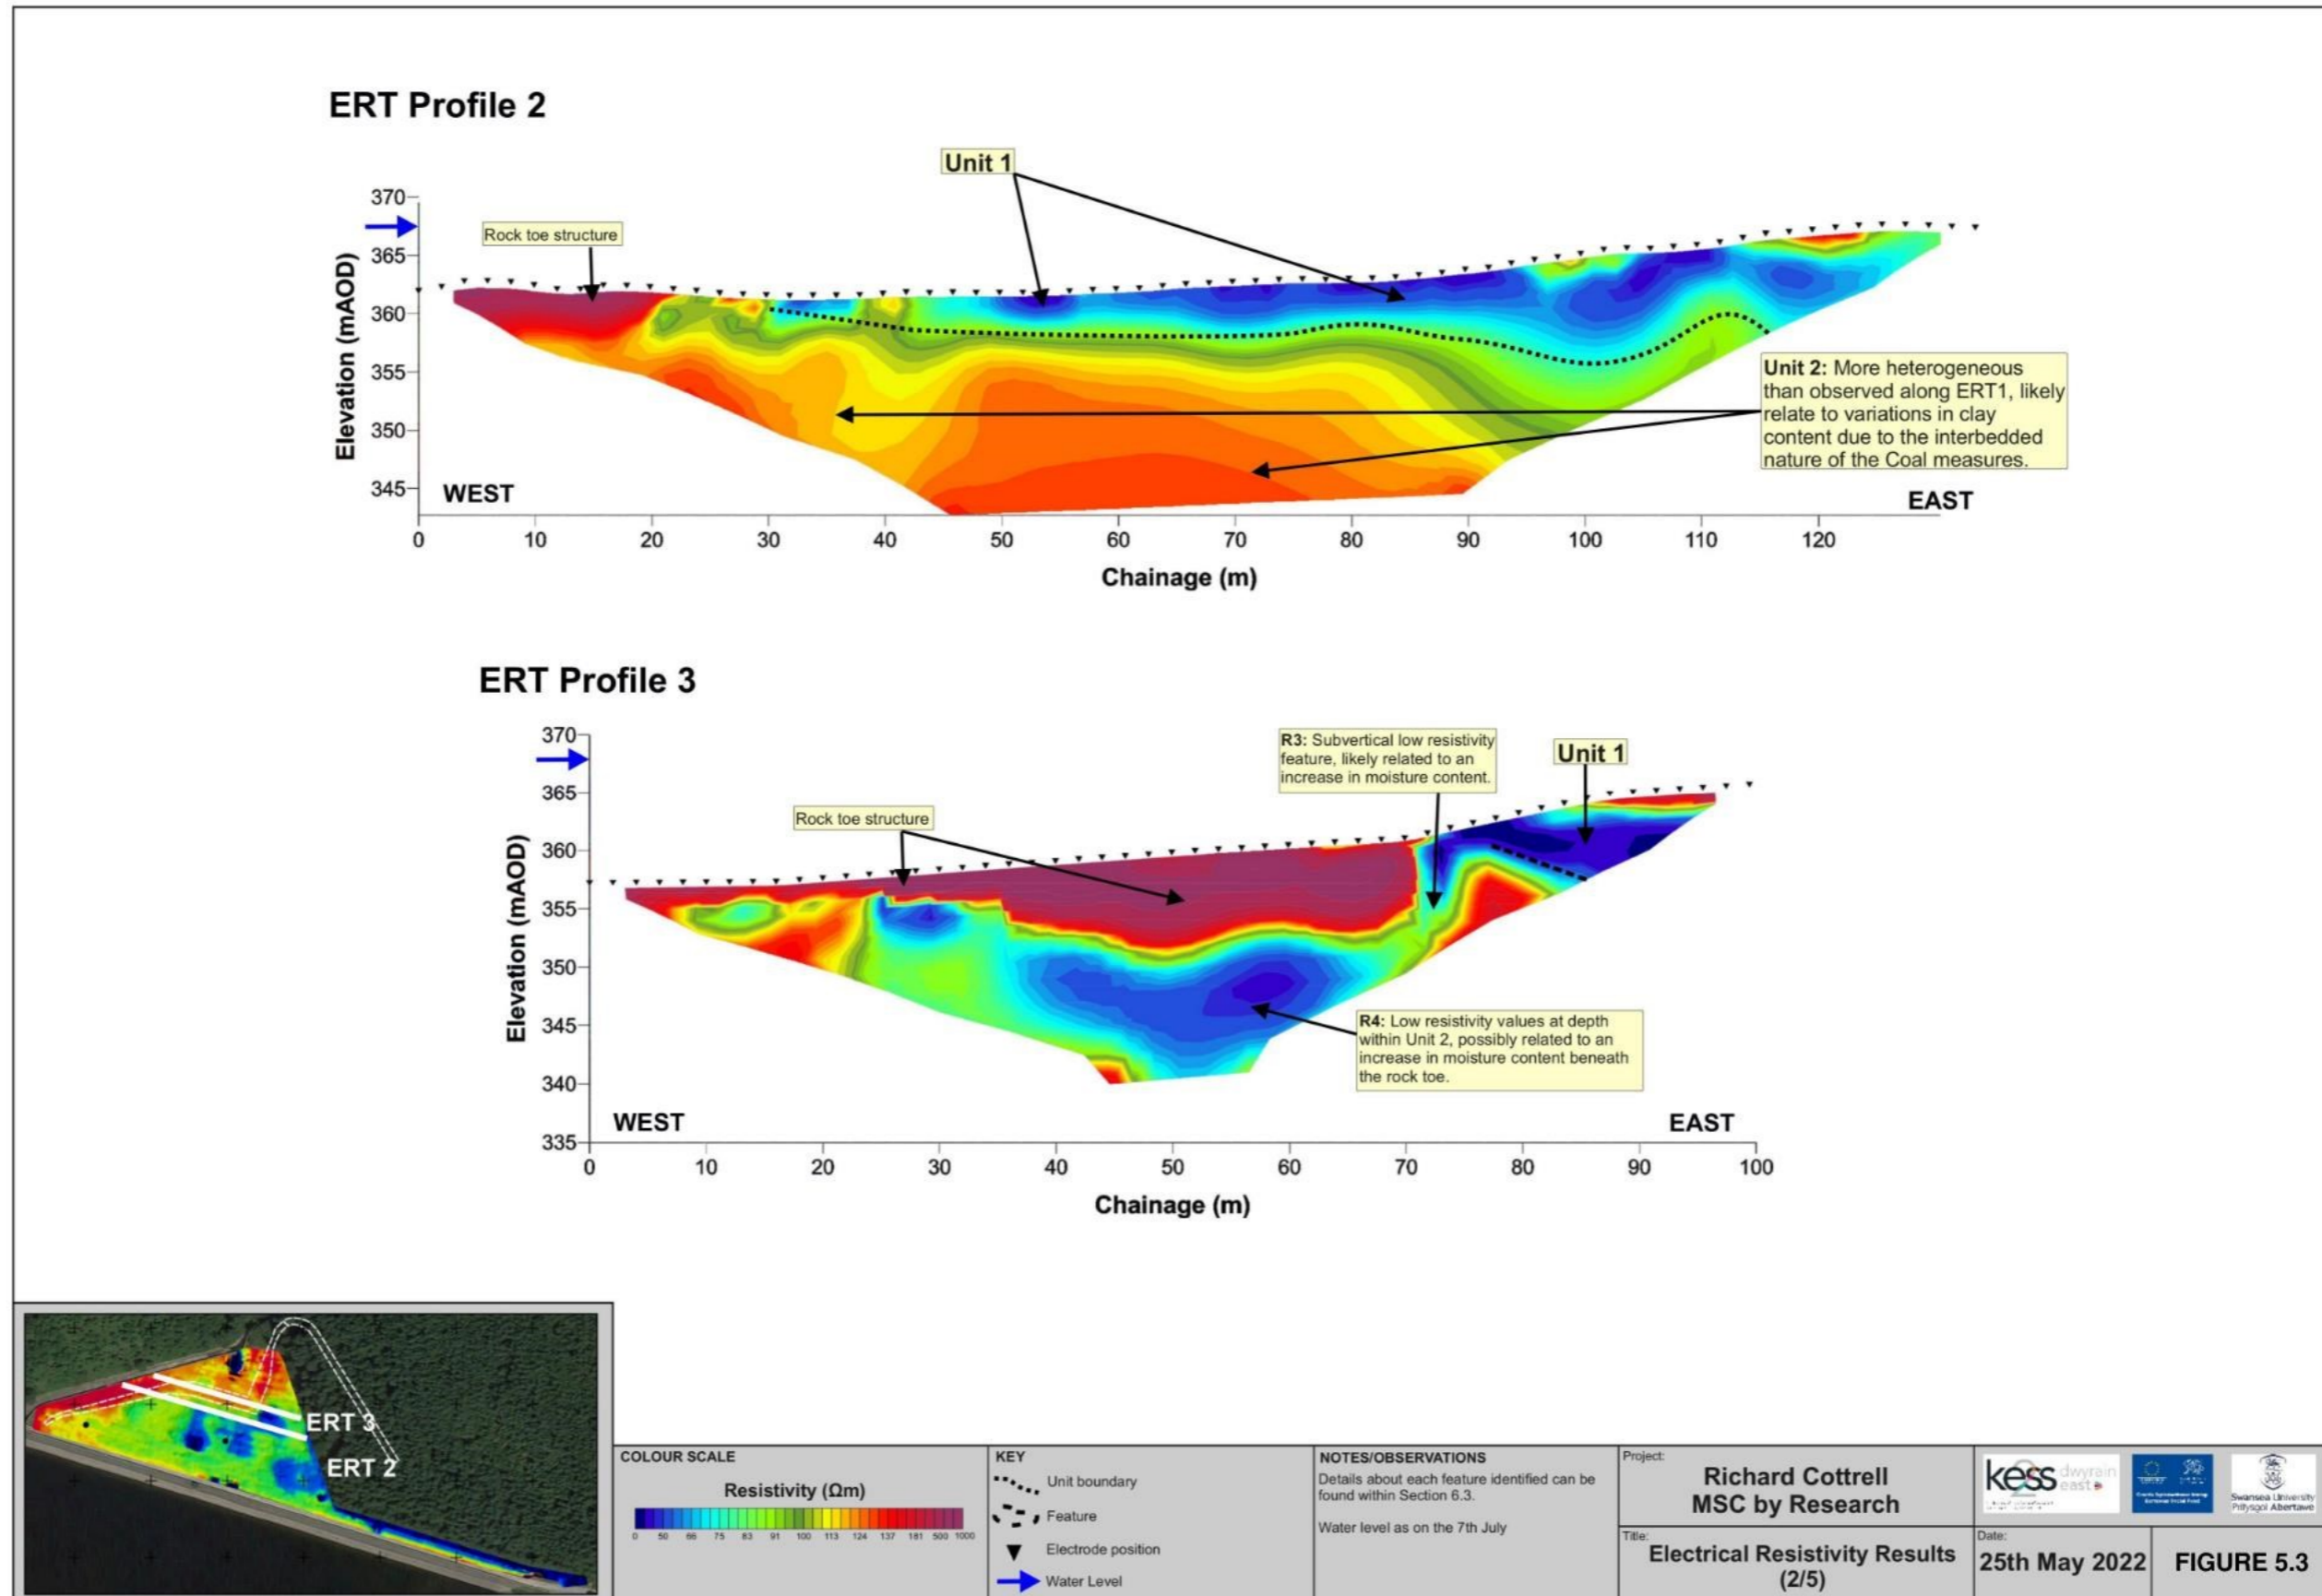 ERT Profile 2
Unit 1
Rock toe structure
370
365
360
355
350
345
Elevation (mAOD)
Unit 2: More heterogeneous
than observed along ERT1, likely
relate to variations in clay
content due to the interbedded
nature of the Coal measures.
WEST
EAST
0 10 20 30 40 50 60 70 80 90 100 110 120
Chainage (m)
ERT Profile 3
R3: Subvertical low resistivity
feature, likely related to an
increase in moisture content.
Unit 1
Rock toe structure
370
365
360
355
350
345
340
335
Elevation (mAOD)
R4: Low resistivity values at depth
within Unit 2, possibly related to an
increase in moisture content beneath
the rock toe.
WEST
EAST
0 10 20 30 40 50 60 70 80 90 100
Chainage (m)
ERT 3
ERT 2
COLOUR SCALE
Resistivity (Ωm)
0 50 66 75 83 91 100 113 124 137 181 500 1000
KEY
Unit boundary
Feature
Electrode position
Water Level
NOTES/OBSERVATIONS
Details about each feature identified can be
found within Section 6.3.
Water level as on the 7th July
Project:
Richard Cottrell
MSC by Research
Title:
Electrical Resistivity Results
(2/5)
kess 2
dwyrain
east
Swansea University
Prifysgol Abertawe
Date:
25th May 2022
FIGURE 5.3